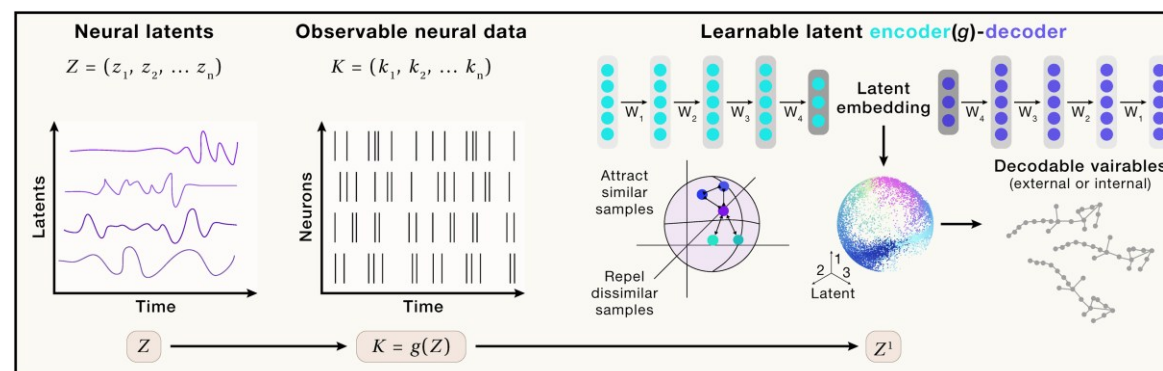 Neural latents
Z = (z₁, z₂, … zₙ)
Latents
Time
Observable neural data
K = (k₁, k₂, … kₙ)
Neurons
Time
Learnable latent encoder(g)-decoder
W₁
W₂
W₃
W₄
Latent
embedding
W₄
W₃
W₂
W₁
Attract
similar
samples
Repel
dissimilar
samples
1
2
3
Latent
Decodable vairables
(external or internal)
Z
K = g(Z)
Z¹